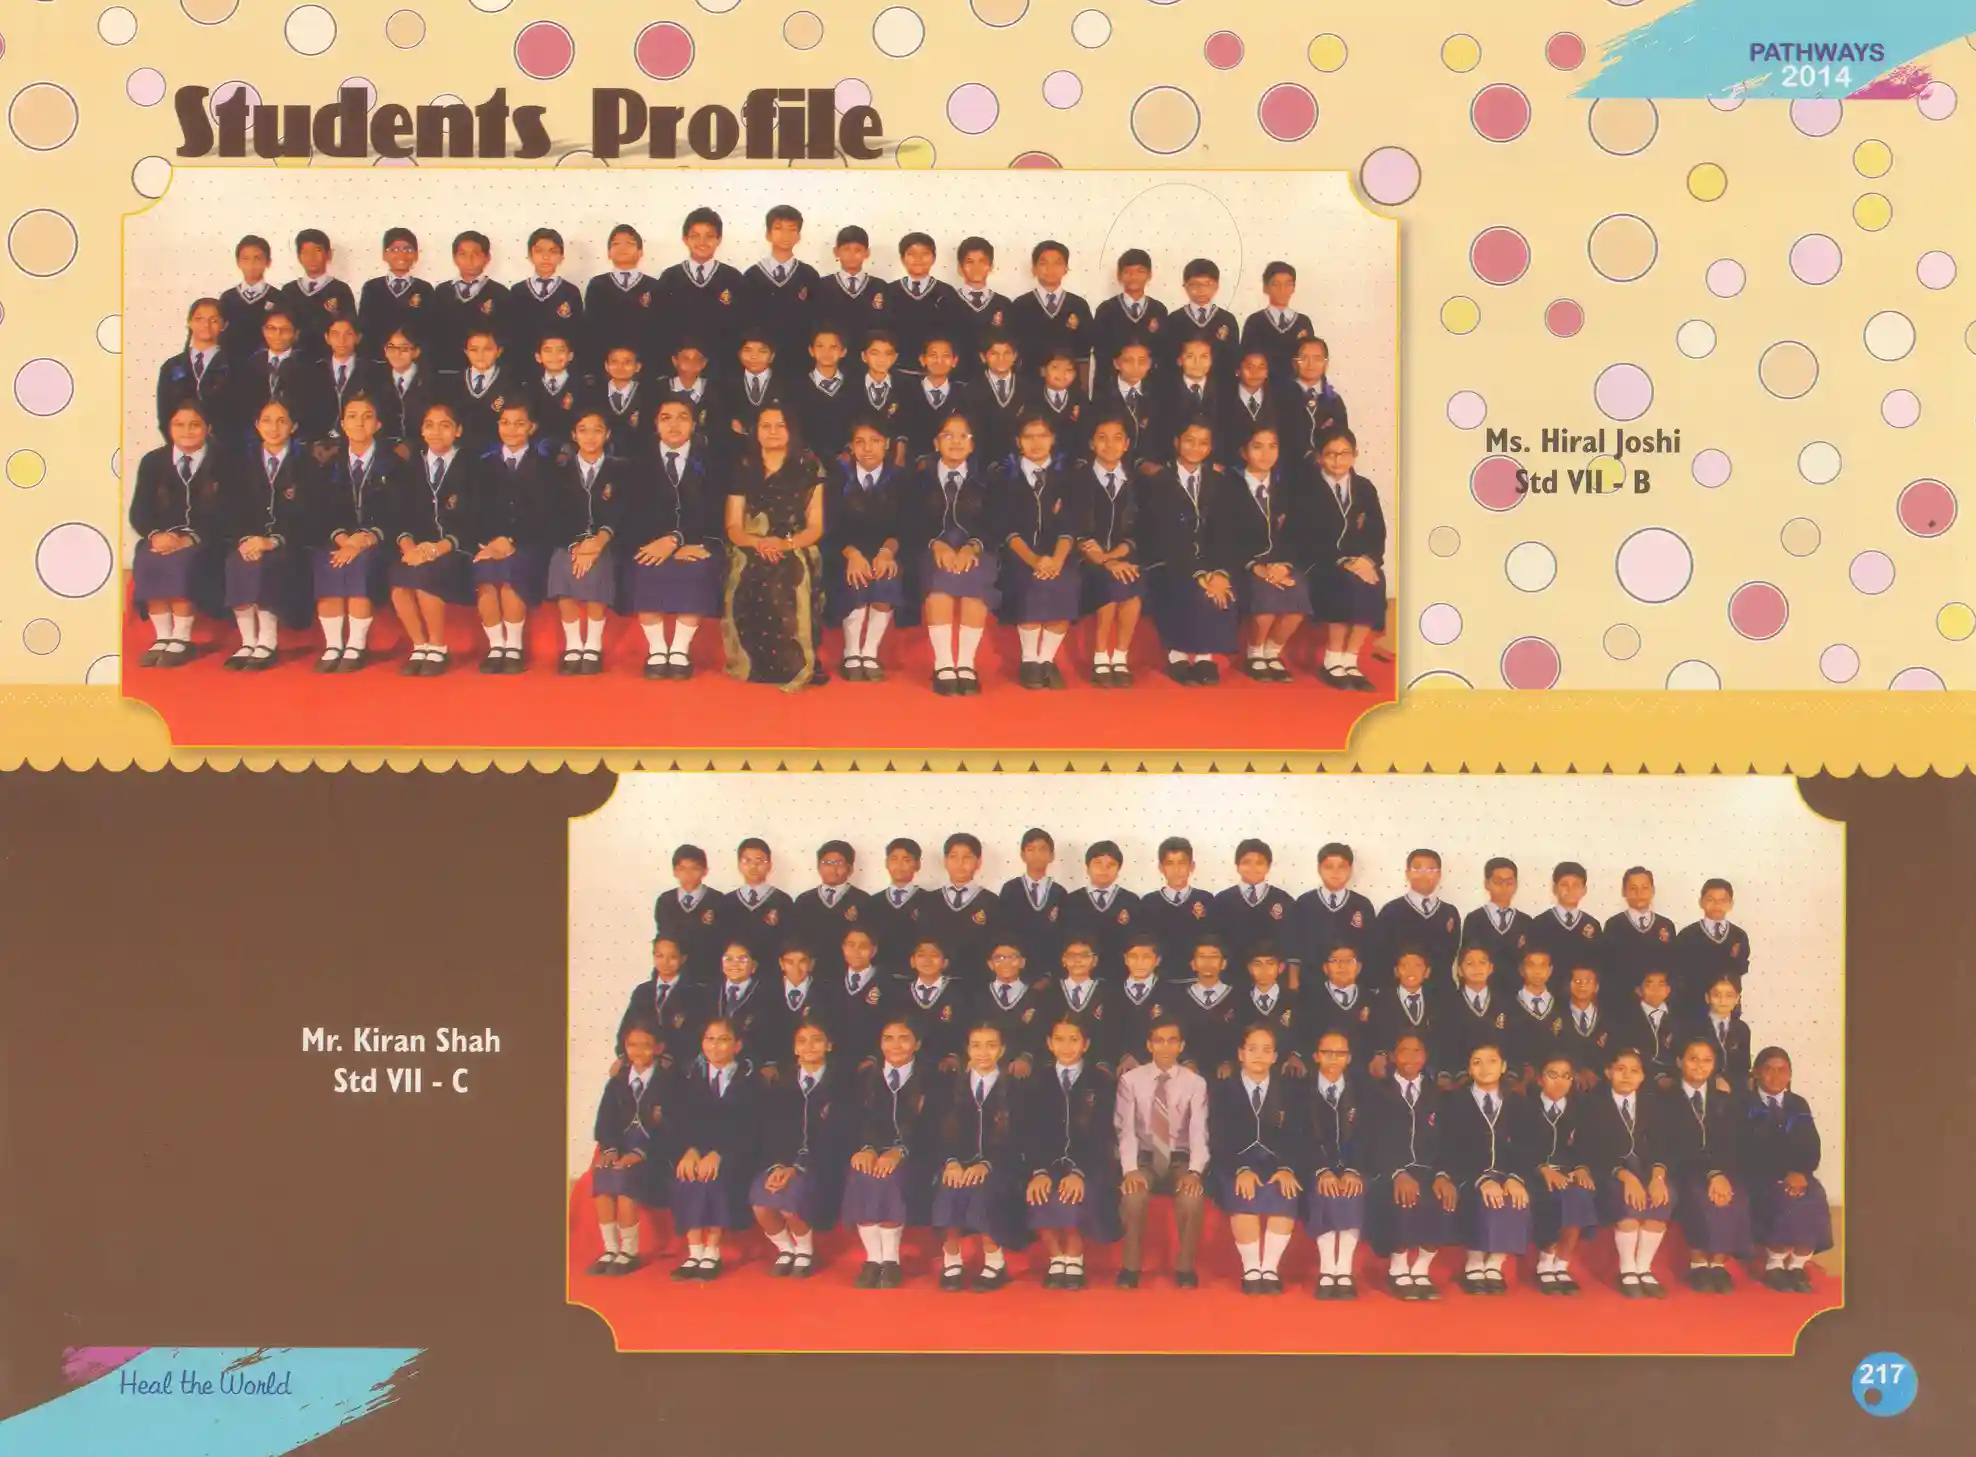 PATHWAYS
2014
Students Profile
Ms. Hiral Joshi
Std VII - B
Mr. Kiran Shah
Std VII - C
Heal the World
217